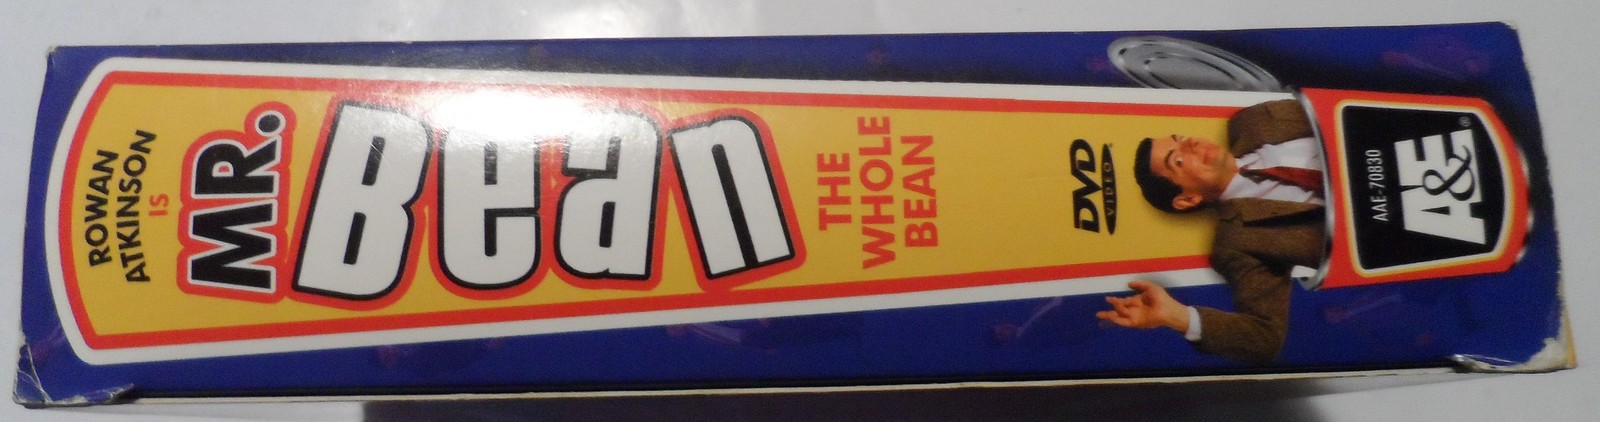 ROWAN
ATKINSON
IS
MR.
Bean
THE
WHOLE
BEAN
DVD
VIDEO
AAE-70830
A&E®